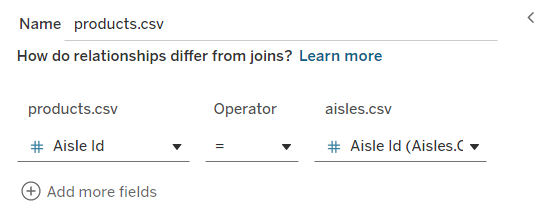 Name products.csv
How do relationships differ from joins? Learn more
products.csv Operator aisles.csv
# Aisle Id = # Aisle Id (Aisles.C
Add more fields